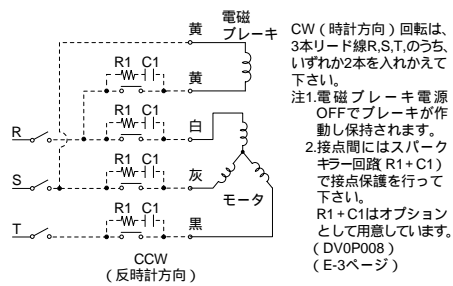 電磁
ブレーキ
黄
R1 C1
黄
R1 C1
R
白
R1 C1
S
灰
モータ
R1 C1
T
黒
CCW
(反時計方向)
CW(時計方向)回転は、
3本リード線R,S,T,のうち、
いずれか2本を入れかえて
下さい。
注1.電磁ブレーキ電源
OFFでブレーキが作
動し保持されます。
2.接点間にはスパーク
キラー回路(R1+C1)
で接点保護を行って
下さい。
R1+C1はオプション
として用意しています。
(DV0P008)
(E-3ページ)